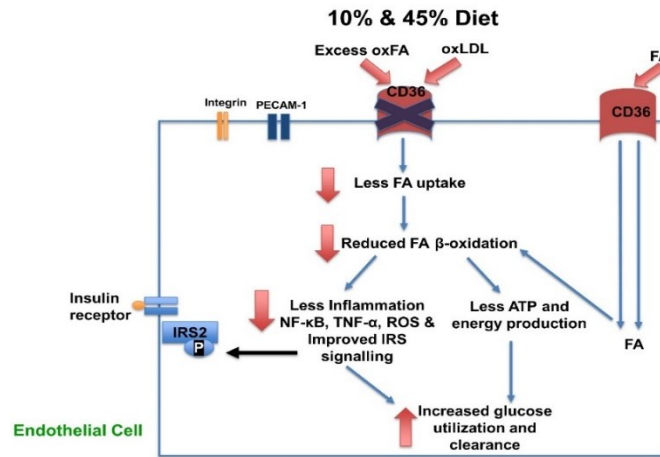 10% & 45% Diet
Excess oxFA
oxLDL
FA
CD36
CD36
Integrin
PECAM-1
Less FA uptake
Reduced FA β-oxidation
Insulin
receptor
IRS2
P
Less Inflammation
NF-κB, TNF-α, ROS &
Improved IRS
signalling
Less ATP and
energy production
FA
Increased glucose
utilization and
clearance
Endothelial Cell